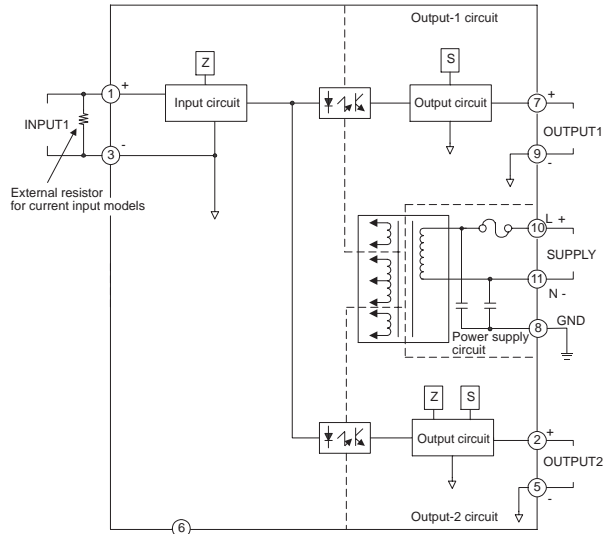 Output-1 circuit
Z
S
1
+
Input circuit
Output circuit
7
+
INPUT1
OUTPUT1
3
-
9
-
External resistor
for current input models
L +
10
SUPPLY
11
N -
8
GND
Power supply
circuit
Z
S
Output circuit
2
+
OUTPUT2
5
-
Output-2 circuit
6